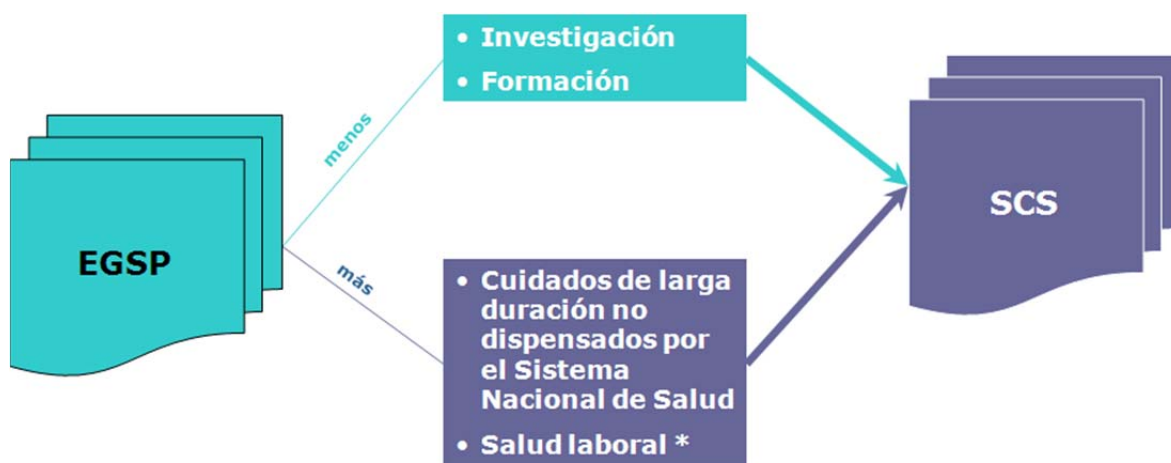 • Investigación
• Formación
menos
EGSP
SCS
más
• Cuidados de larga
duración no
dispensados por
el Sistema
Nacional de Salud
• Salud laboral *